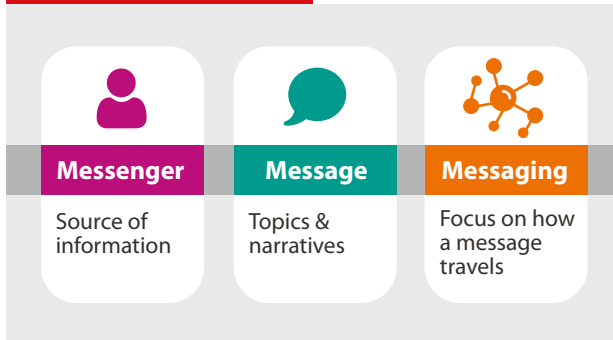 Messenger
Source of
information
Message
Topics &
narratives
Messaging
Focus on how
a message
travels